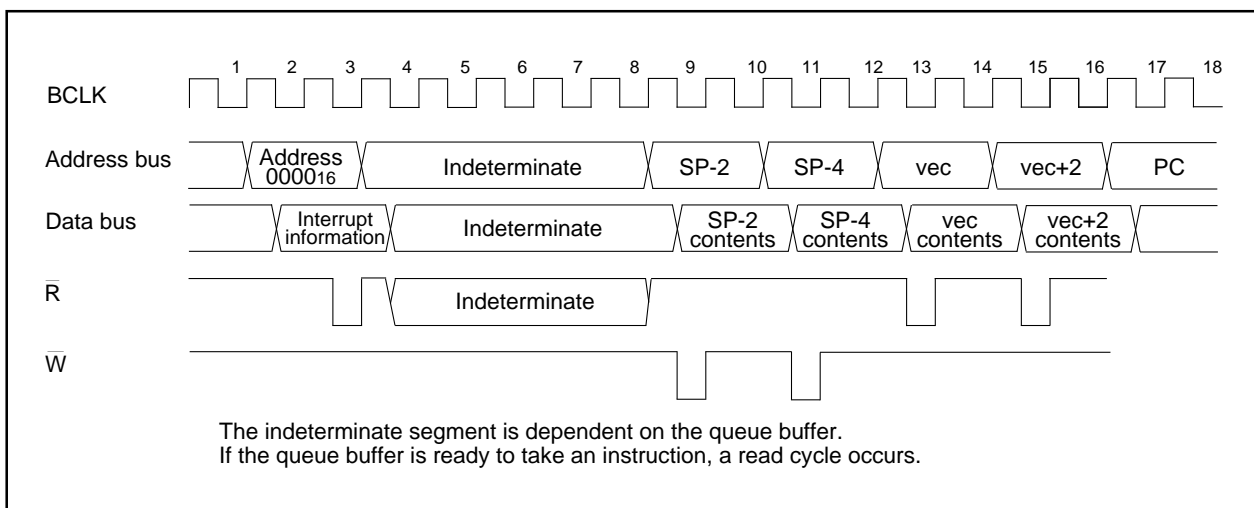 1 2 3 4 5 6 7 8 9 10 11 12 13 14 15 16 17 18
BCLK
Address bus
Address
0000₁₆
Indeterminate
SP-2
SP-4
vec
vec+2
PC
Data bus
Interrupt
information
Indeterminate
SP-2
contents
SP-4
contents
vec
contents
vec+2
contents
R̅
Indeterminate
W̅
The indeterminate segment is dependent on the queue buffer.
If the queue buffer is ready to take an instruction, a read cycle occurs.